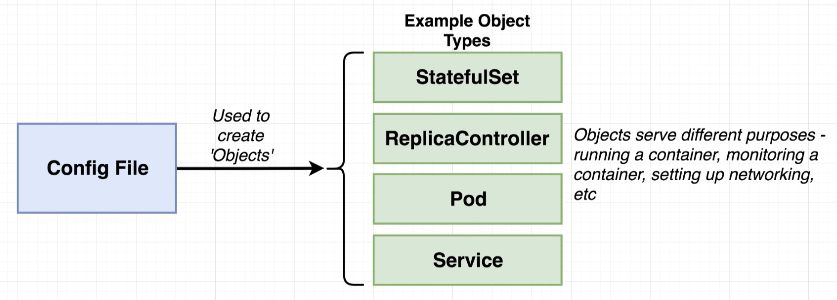 Example Object
Types
StatefulSet
Used to
create
'Objects'
Config File
ReplicaController
Objects serve different purposes -
running a container, monitoring a
container, setting up networking,
etc
Pod
Service